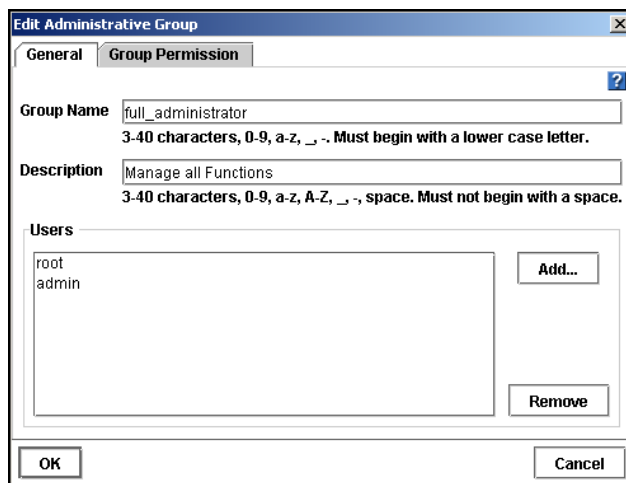 Edit Administrative Group
General Group Permission
?
Group Name full_administrator
3-40 characters, 0-9, a-z, _, -. Must begin with a lower case letter.
Description Manage all Functions
3-40 characters, 0-9, a-z, A-Z, _, -, space. Must not begin with a space.
Users
root
admin
Add...
Remove
OK Cancel